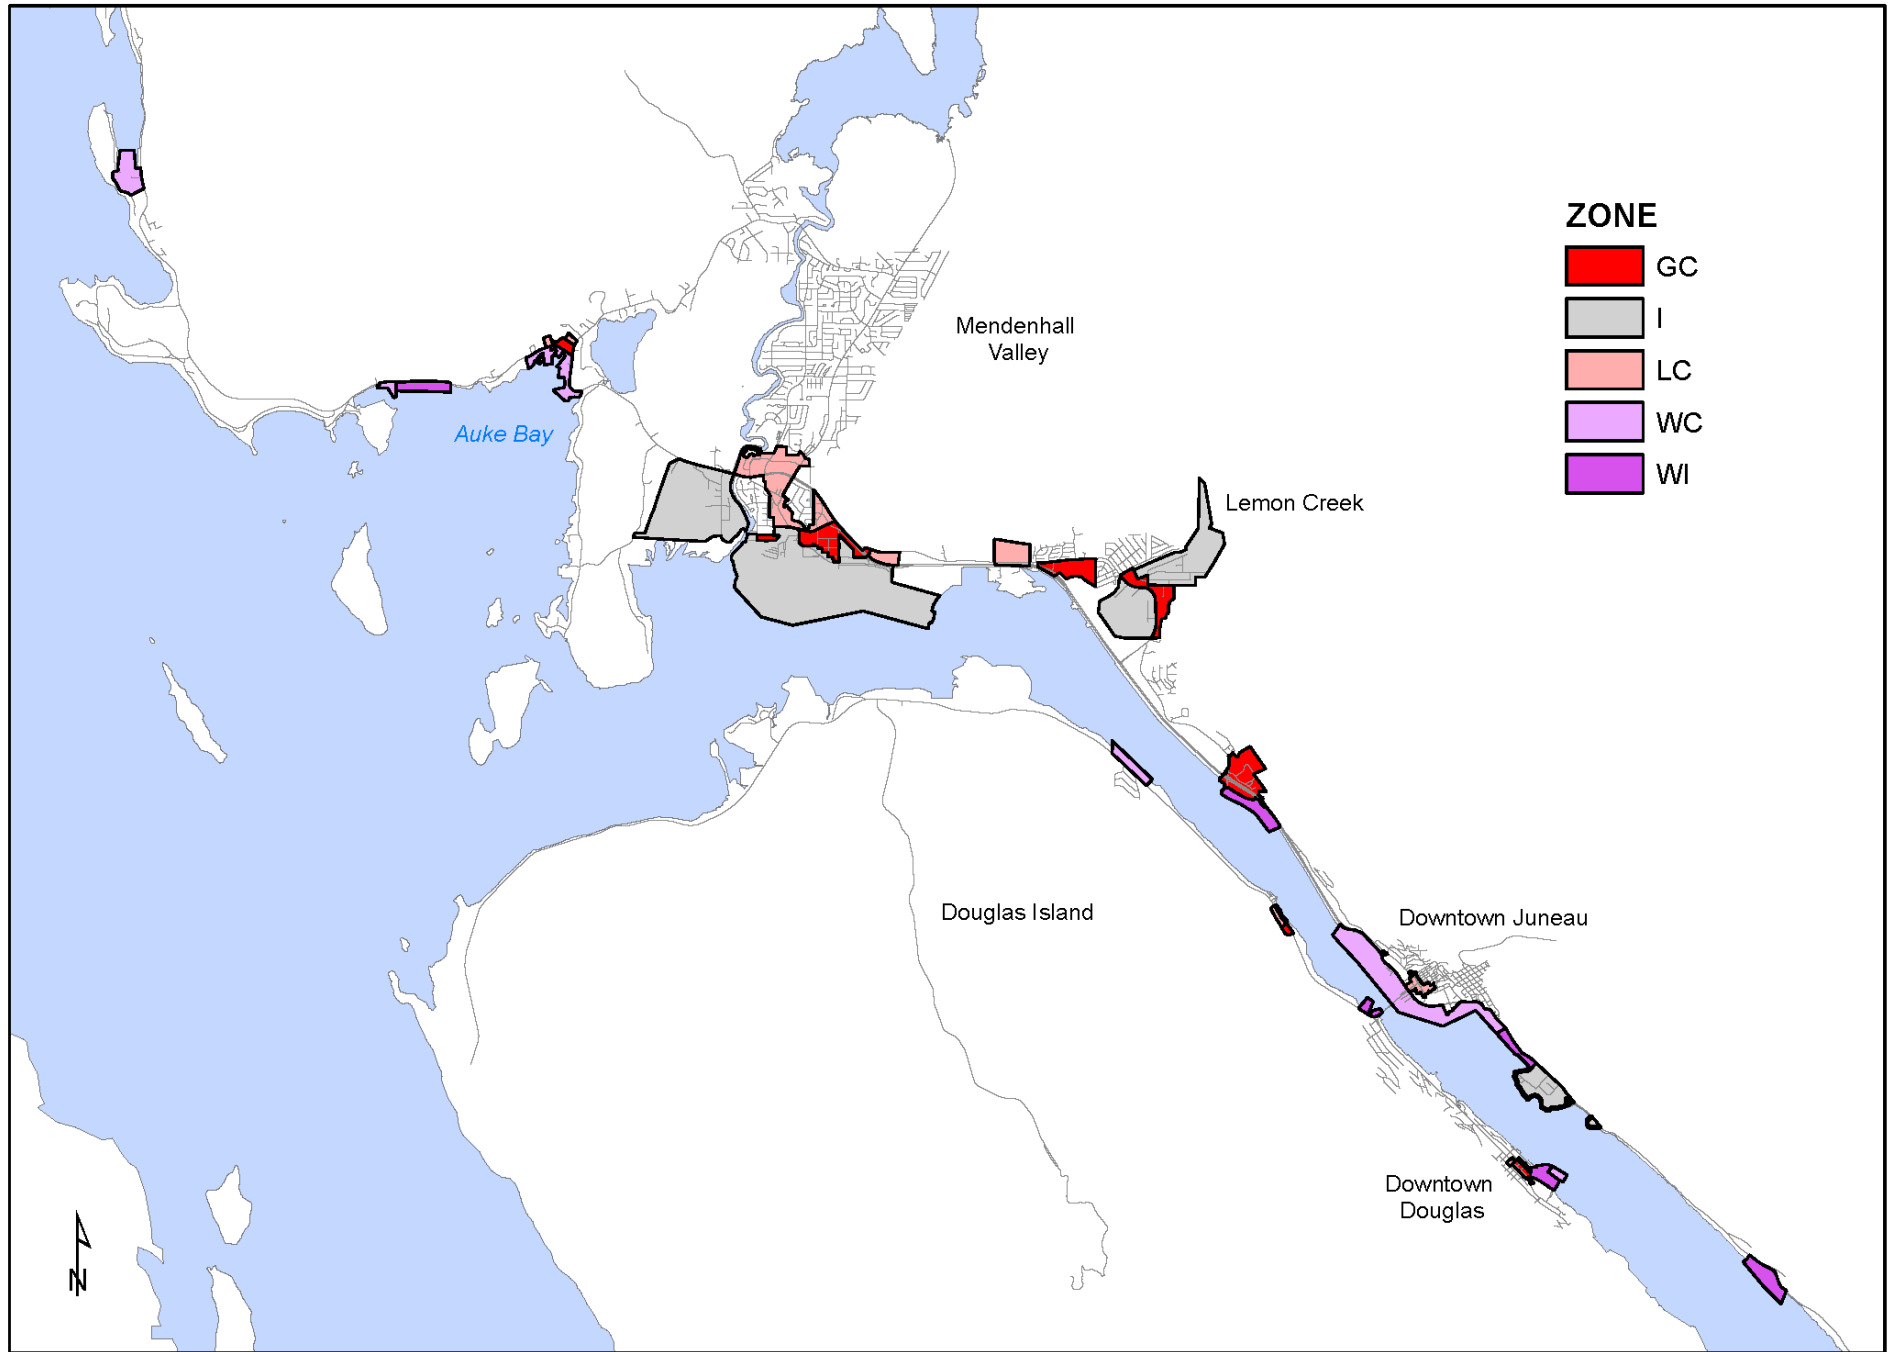 ZONE
GC
I
LC
WC
WI
Mendenhall
Valley
Auke Bay
Lemon Creek
Douglas Island
Downtown Juneau
Downtown
Douglas
N